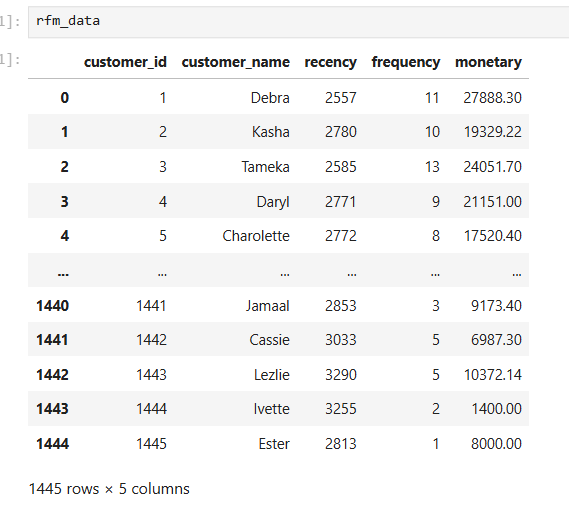 1]: rfm_data
1]:
customer_id customer_name recency frequency monetary
0 1 Debra 2557 11 27888.30
1 2 Kasha 2780 10 19329.22
2 3 Tameka 2585 13 24051.70
3 4 Daryl 2771 9 21151.00
4 5 Charolette 2772 8 17520.40
... ... ... ... ... ...
1440 1441 Jamaal 2853 3 9173.40
1441 1442 Cassie 3033 5 6987.30
1442 1443 Lezlie 3290 5 10372.14
1443 1444 Ivette 3255 2 1400.00
1444 1445 Ester 2813 1 8000.00
1445 rows × 5 columns